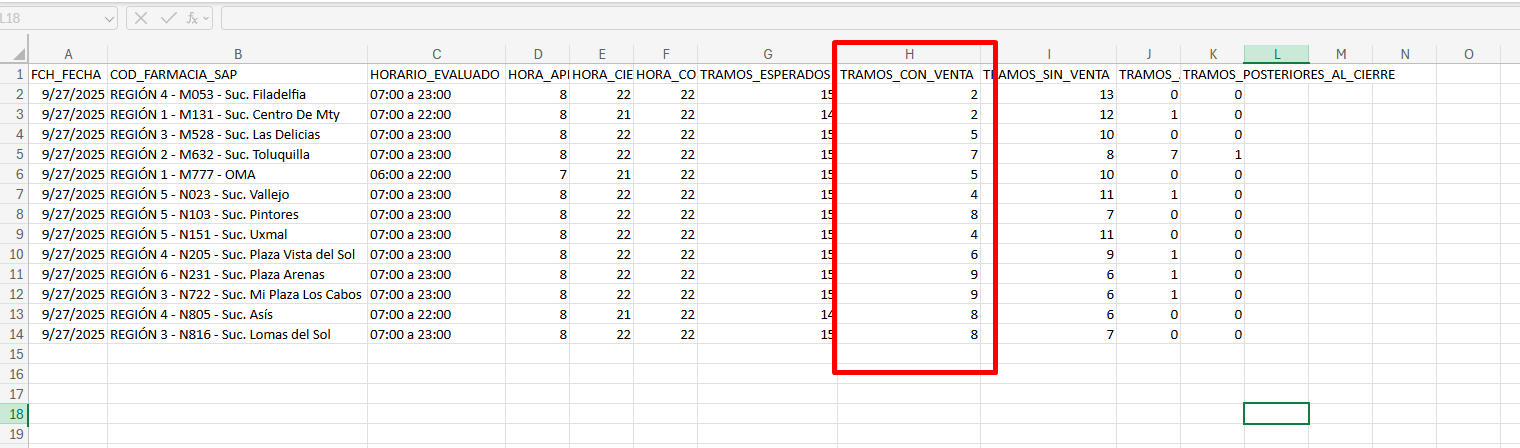 L18 fx
A B C D E F G H I J K L M N O
1 FCH_FECHA COD_FARMACIA_SAP HORARIO_EVALUADO HORA_API HORA_CIE HORA_CO TRAMOS_ESPERADOS TRAMOS_CON_VENTA TRAMOS_SIN_VENTA TRAMOS_ TRAMOS_POSTERIORES_AL_CIERRE
2 9/27/2025 REGIÓN 4 - M053 - Suc. Filadelfia 07:00 a 23:00 8 22 22 15 2 13 0 0
3 9/27/2025 REGIÓN 1 - M131 - Suc. Centro De Mty 07:00 a 22:00 8 21 22 14 2 12 1 0
4 9/27/2025 REGIÓN 3 - M528 - Suc. Las Delicias 07:00 a 23:00 8 22 22 15 5 10 0 0
5 9/27/2025 REGIÓN 2 - M632 - Suc. Toluquilla 07:00 a 23:00 8 22 22 15 7 8 7 1
6 9/27/2025 REGIÓN 1 - M777 - OMA 06:00 a 22:00 7 21 22 15 5 10 0 0
7 9/27/2025 REGIÓN 5 - N023 - Suc. Vallejo 07:00 a 23:00 8 22 22 15 4 11 1 0
8 9/27/2025 REGIÓN 5 - N103 - Suc. Pintores 07:00 a 23:00 8 22 22 15 8 7 0 0
9 9/27/2025 REGIÓN 5 - N151 - Suc. Uxmal 07:00 a 23:00 8 22 22 15 4 11 0 0
10 9/27/2025 REGIÓN 4 - N205 - Suc. Plaza Vista del Sol 07:00 a 23:00 8 22 22 15 6 9 1 0
11 9/27/2025 REGIÓN 6 - N231 - Suc. Plaza Arenas 07:00 a 23:00 8 22 22 15 9 6 1 0
12 9/27/2025 REGIÓN 3 - N722 - Suc. Mi Plaza Los Cabos 07:00 a 23:00 8 22 22 15 9 6 1 0
13 9/27/2025 REGIÓN 4 - N805 - Suc. Asís 07:00 a 22:00 8 21 22 14 8 6 0 0
14 9/27/2025 REGIÓN 3 - N816 - Suc. Lomas del Sol 07:00 a 23:00 8 22 22 15 8 7 0 0
15
16
17
18
19